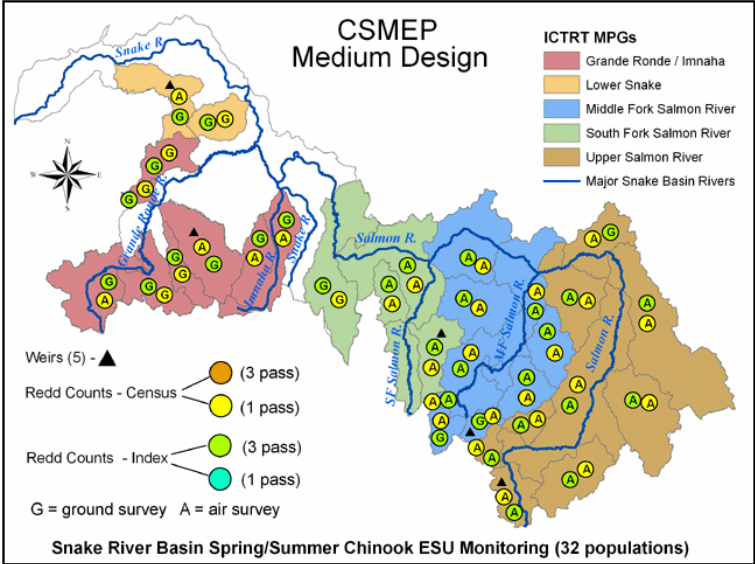 CSMEP
Medium Design
ICTRT MPGs
Grande Ronde / Imnaha
Lower Snake
Middle Fork Salmon River
South Fork Salmon River
Upper Salmon River
Major Snake Basin Rivers
Snake R.
A
G
G
G
N
W
E
S
G
G
G
G
Grande Ronde R.
G
A
G
G
G
G
A
G
Imnaha R.
G
A
G
A
Snake R.
Salmon R.
G
G
A
A
A
A
SF Salmon R.
A
A
A
A
A
A
A
A
MF Salmon R.
A
A
A
A
A
A
A
A
A
G
G
A
A
G
A
A
A
Salmon R.
A
A
A
A
A
A
A
A
A
A
A
A
A
Weirs (5) -
Redd Counts - Census
(3 pass)
(1 pass)
Redd Counts - Index
(3 pass)
(1 pass)
G = ground survey A = air survey
Snake River Basin Spring/Summer Chinook ESU Monitoring (32 populations)